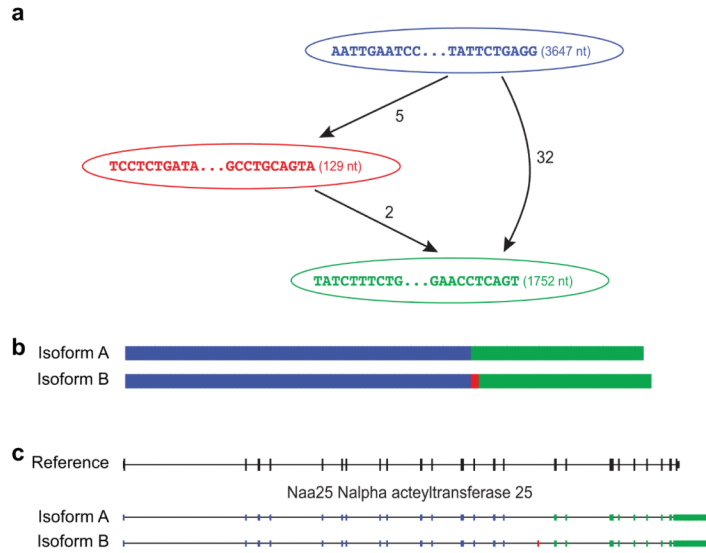 a
AATTGAATCC...TATTCTGAGG (3647 nt)
5
32
TCCTCTGATA...GCCTGCAGTA (129 nt)
2
TATCTTTCTG...GAACCTCAGT (1752 nt)
b
Isoform A
Isoform B
c
Reference
Naa25 Nalpha acteyltransferase 25
Isoform A
Isoform B